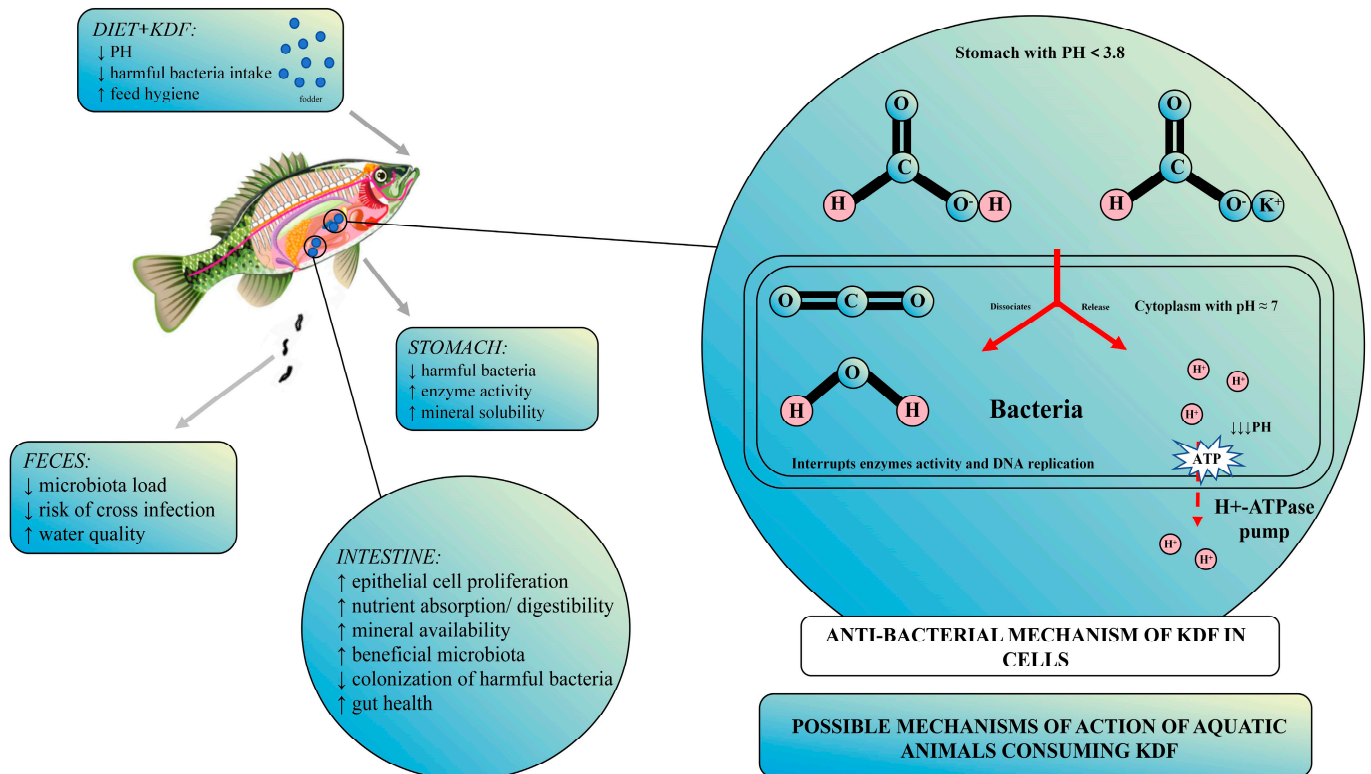 DIET+KDF:
↓ PH
↓ harmful bacteria intake
↑ feed hygiene
fodder
STOMACH:
↓ harmful bacteria
↑ enzyme activity
↑ mineral solubility
FECES:
↓ microbiota load
↓ risk of cross infection
↑ water quality
INTESTINE:
↑ epithelial cell proliferation
↑ nutrient absorption/ digestibility
↑ mineral availability
↑ beneficial microbiota
↓ colonization of harmful bacteria
↑ gut health
Stomach with PH < 3.8
O
C
H
O-
H
O
C
H
O-
K+
O
C
O
Dissociates
Release
Cytoplasm with pH ≈ 7
O
H
H
Bacteria
H+
H+
H+
↓↓↓PH
ATP
Interrupts enzymes activity and DNA replication
H+-ATPase
pump
H+
H+
ANTI-BACTERIAL MECHANISM OF KDF IN
CELLS
POSSIBLE MECHANISMS OF ACTION OF AQUATIC
ANIMALS CONSUMING KDF